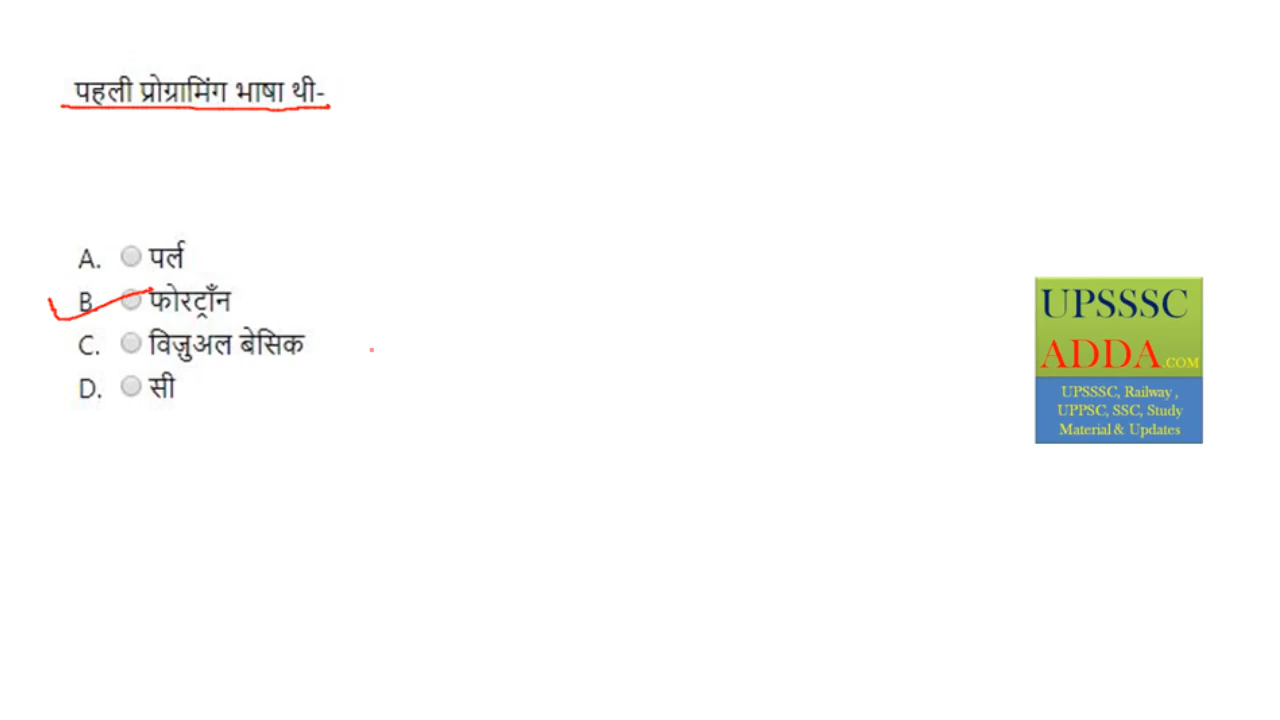 पहली प्रोग्रामिंग भाषा थी-
A. पर्ल
B. फोरट्राँन
C. विज़ुअल बेसिक
D. सी
UPSSSC
ADDA.COM
UPSSSC, Railway ,
UPPSC, SSC, Study
Material & Updates